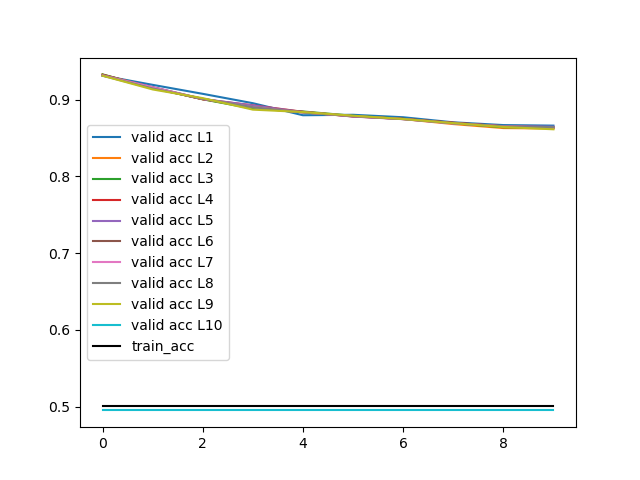 0.9
0.8
0.7
0.6
0.5
valid acc L1
valid acc L2
valid acc L3
valid acc L4
valid acc L5
valid acc L6
valid acc L7
valid acc L8
valid acc L9
valid acc L10
train_acc
0 2 4 6 8